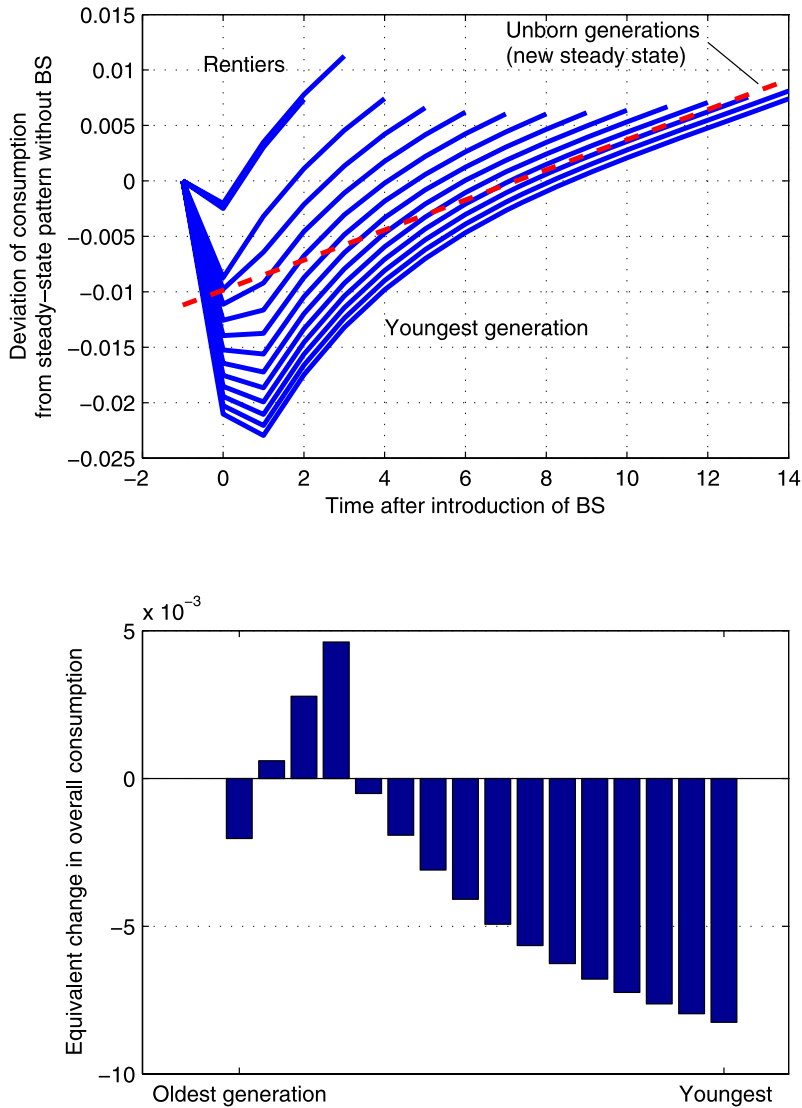 0.015
0.01
0.005
0
−0.005
−0.01
−0.015
−0.02
−0.025
Deviation of consumption
from steady−state pattern without BS
Rentiers
Unborn generations
(new steady state)
Youngest generation
−2 0 2 4 6 8 10 12 14
Time after introduction of BS
x 10−3
5
0
−5
−10
Equivalent change in overall consumption
Oldest generation Youngest